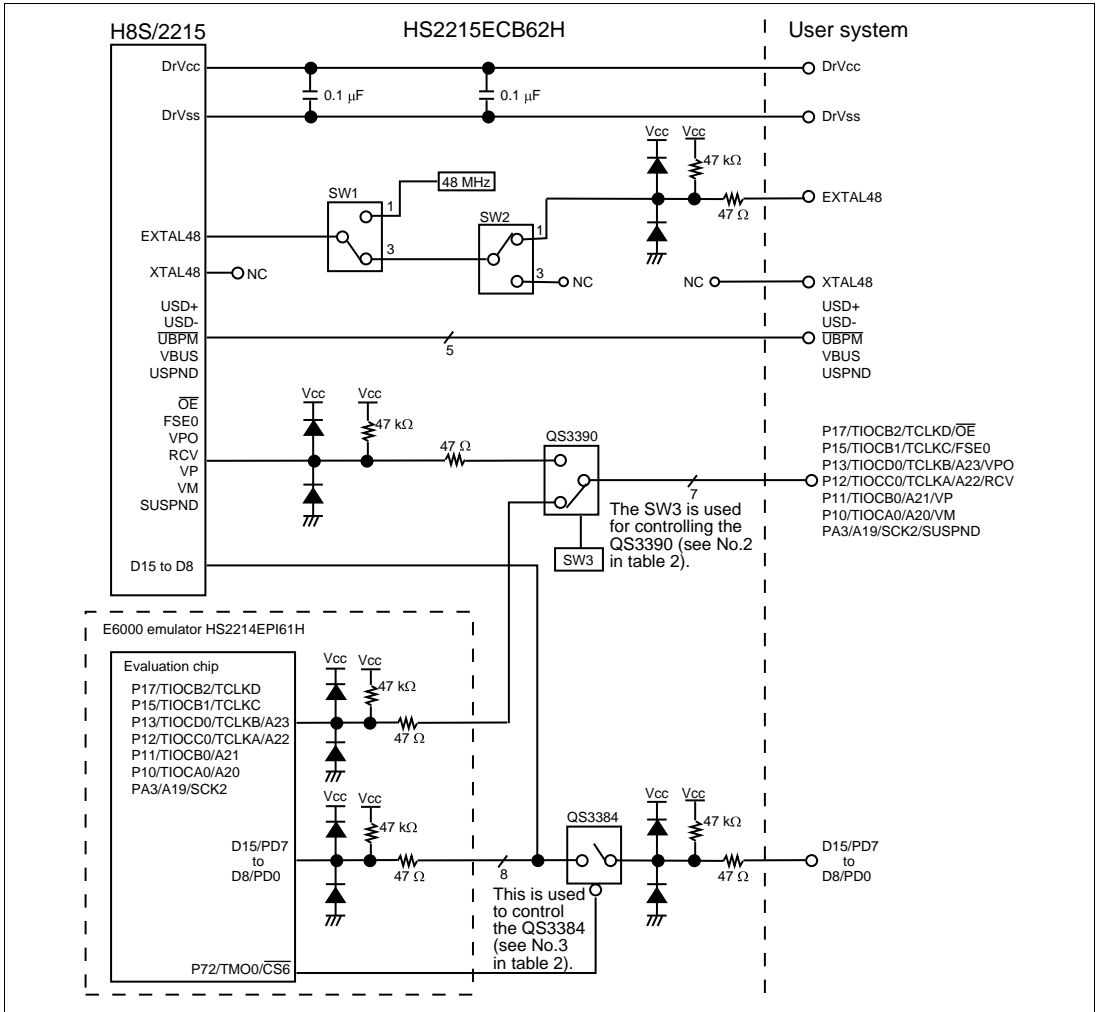 H8S/2215
HS2215ECB62H
User system
DrVcc
DrVcc
0.1 μF
0.1 μF
DrVss
DrVss
Vcc
Vcc
47 kΩ
48 MHz
SW1
1
EXTAL48
47 Ω
SW2
1
EXTAL48
3
XTAL48
NC
3
NC
NC
XTAL48
USD+
USD-
UBPM
VBUS
USPND
5
USD+
USD-
UBPM
VBUS
USPND
OE
FSE0
VPO
RCV
VP
VM
SUSPND
Vcc
Vcc
47 kΩ
47 Ω
QS3390
7
P17/TIOCB2/TCLKD/OE
P15/TIOCB1/TCLKC/FSE0
P13/TIOCD0/TCLKB/A23/VPO
P12/TIOCC0/TCLKA/A22/RCV
P11/TIOCB0/A21/VP
P10/TIOCA0/A20/VM
PA3/A19/SCK2/SUSPND
The SW3 is used
for controlling the
QS3390 (see No.2
in table 2).
SW3
D15 to D8
E6000 emulator HS2214EPI61H
Evaluation chip
P17/TIOCB2/TCLKD
P15/TIOCB1/TCLKC
P13/TIOCD0/TCLKB/A23
P12/TIOCC0/TCLKA/A22
P11/TIOCB0/A21
P10/TIOCA0/A20
PA3/A19/SCK2
Vcc
Vcc
47 kΩ
47 Ω
D15/PD7
to
D8/PD0
Vcc
Vcc
47 kΩ
47 Ω
8
QS3384
Vcc
Vcc
47 kΩ
47 Ω
D15/PD7
to
D8/PD0
This is used
to control
the QS3384
(see No.3
in table 2).
P72/TMO0/CS6